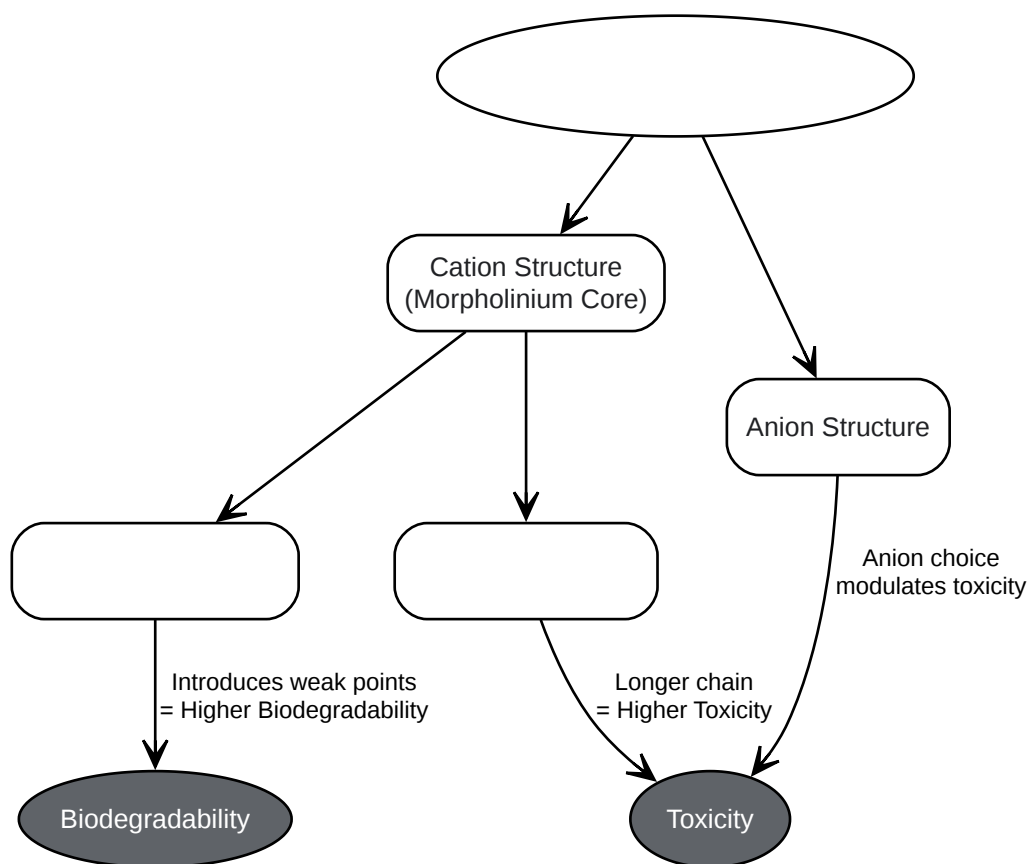 Cation Structure
(Morpholinium Core)
Anion Structure
Anion choice
modulates toxicity
Introduces weak points
= Higher Biodegradability
Longer chain
= Higher Toxicity
Biodegradability
Toxicity